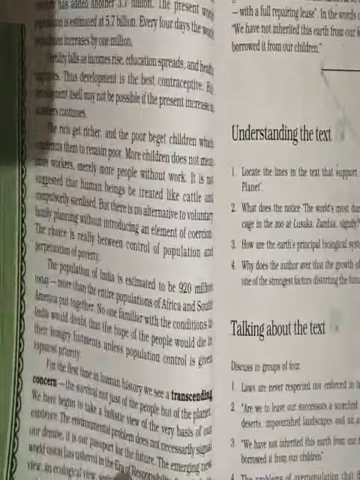 has added another 3.7 billion. The present world
is estimated at 5.7 billion. Every four days the world
increases by one million.
Fertility falls as incomes rise, education spreads, and health
Thus development is the best contraceptive. But
itself may not be possible if the present increase in
continues.
The rich get richer, and the poor beget children which
them to remain poor. More children does not mean
more workers, merely more people without work. It is not
suggested that human beings be treated like cattle and
compulsorily sterilised. But there is no alternative to voluntary
family planning without introducing an element of coercion.
The choice is really between control of population and
perpetuation of poverty.
The population of India is estimated to be 920 million
today — more than the entire populations of Africa and South
America put together. No one familiar with the conditions in
India would doubt that the hope of the people would die in
their hungry hutments unless population control is given
topmost priority.
For the first time in human history we see a transcending
concern — the survival not just of the people but of the planet.
We have begun to take a holistic view of the very basis of our
existence. The environmental problem does not necessarily signal
our demise, it is our passport for the future. The emerging new
world vision has ushered in the Era of
view, an ecological view,
— with a full repairing lease". In the words
"We have not inherited this earth from our
borrowed it from our children."
Understanding the text
1. Locate the lines in the text that support
Planet'.
2. What does the notice 'The world's most
cage in the zoo at Lusaka, Zambia, signify?
3. How are the earth's principal biological
4. Why does the author aver that the growth of
one of the strongest factors distorting the
Talking about the text
Discuss in groups of four.
1. Laws are never respected nor enforced in
2. "Are we to leave our successors a scorched
deserts, impoverished landscapes and an
3. "We have not inherited this earth from our
borrowed it from our children".
4. The problems of overpopulation that